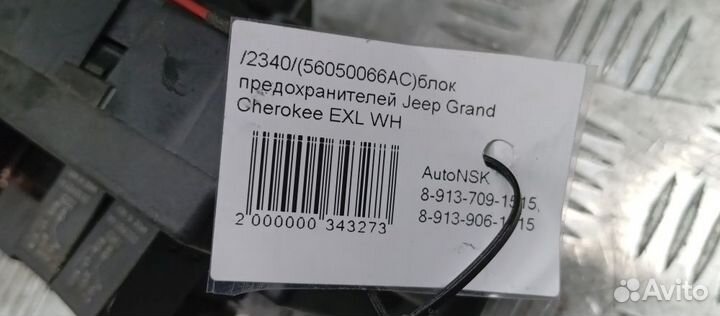 /2340/(56050066AC)блок
предохранителей Jeep Grand
Cherokee EXL WH
AutoNSK
8-913-709-1515,
8-913-906-1515
2 000000 343273
Avito